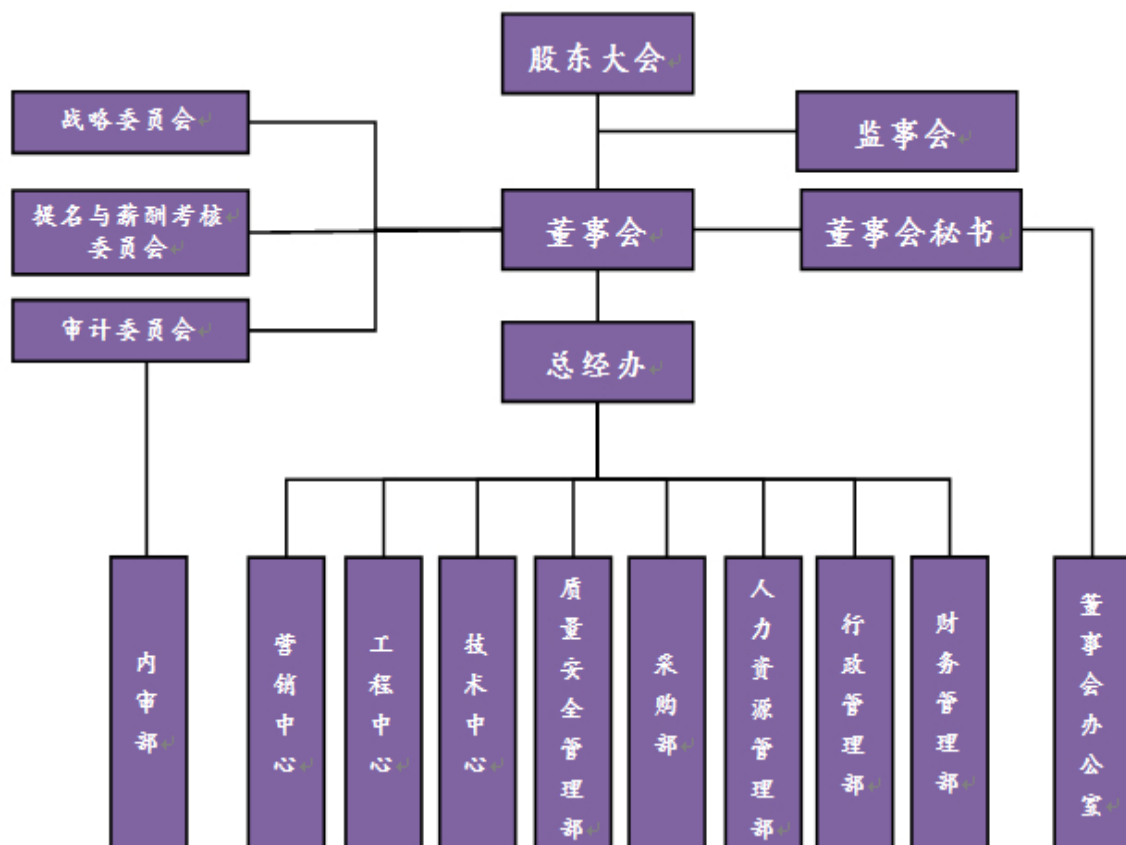 股东大会
战略委员会
监事会
提名与薪酬考核
委员会
董事会
董事会秘书
审计委员会
总经办
内审部
营销中心
工程中心
技术中心
质量安全管理部
采购部
人力资源管理部
行政管理部
财务管理部
董事会办公室